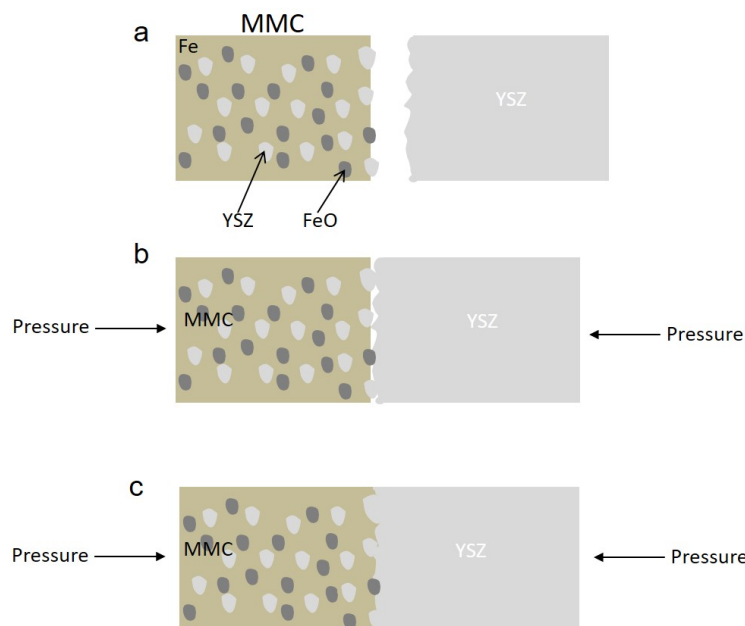 MMC
a
Fe
YSZ
YSZ
FeO
b
MMC
YSZ
Pressure
Pressure
c
MMC
YSZ
Pressure
Pressure